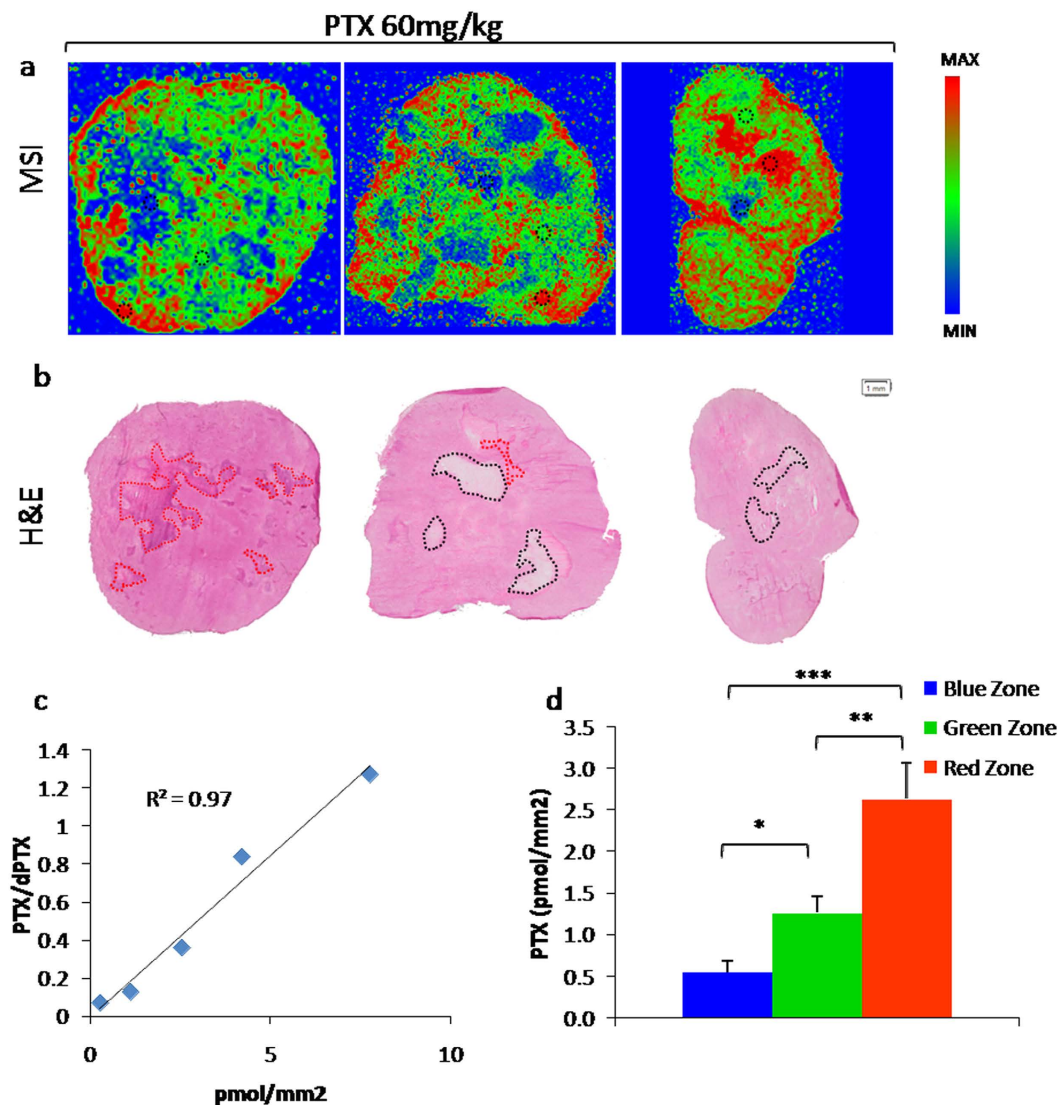 PTX 60mg/kg
a
MSI
MAX
MIN
b
H&E
1 mm
c
PTX/dPTX
1.4
1.2
1
0.8
0.6
0.4
0.2
0
R² = 0.97
0
5
10
pmol/mm2
d
PTX (pmol/mm2)
3.5
3.0
2.5
2.0
1.5
1.0
0.5
0.0
*
**
***
Blue Zone
Green Zone
Red Zone